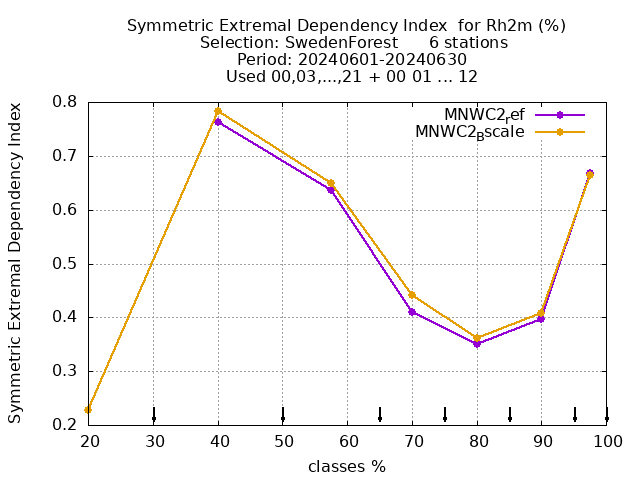 Symmetric Extremal Dependency Index  for Rh2m (%)
Selection: SwedenForest      6 stations
Period: 20240601-20240630
Used 00,03,...,21 + 00 01 ... 12
MNWC2_ref
MNWC2_Bscale
Symmetric Extremal Dependency Index
0.8
0.7
0.6
0.5
0.4
0.3
0.2
20 30 40 50 60 70 80 90 100
classes %